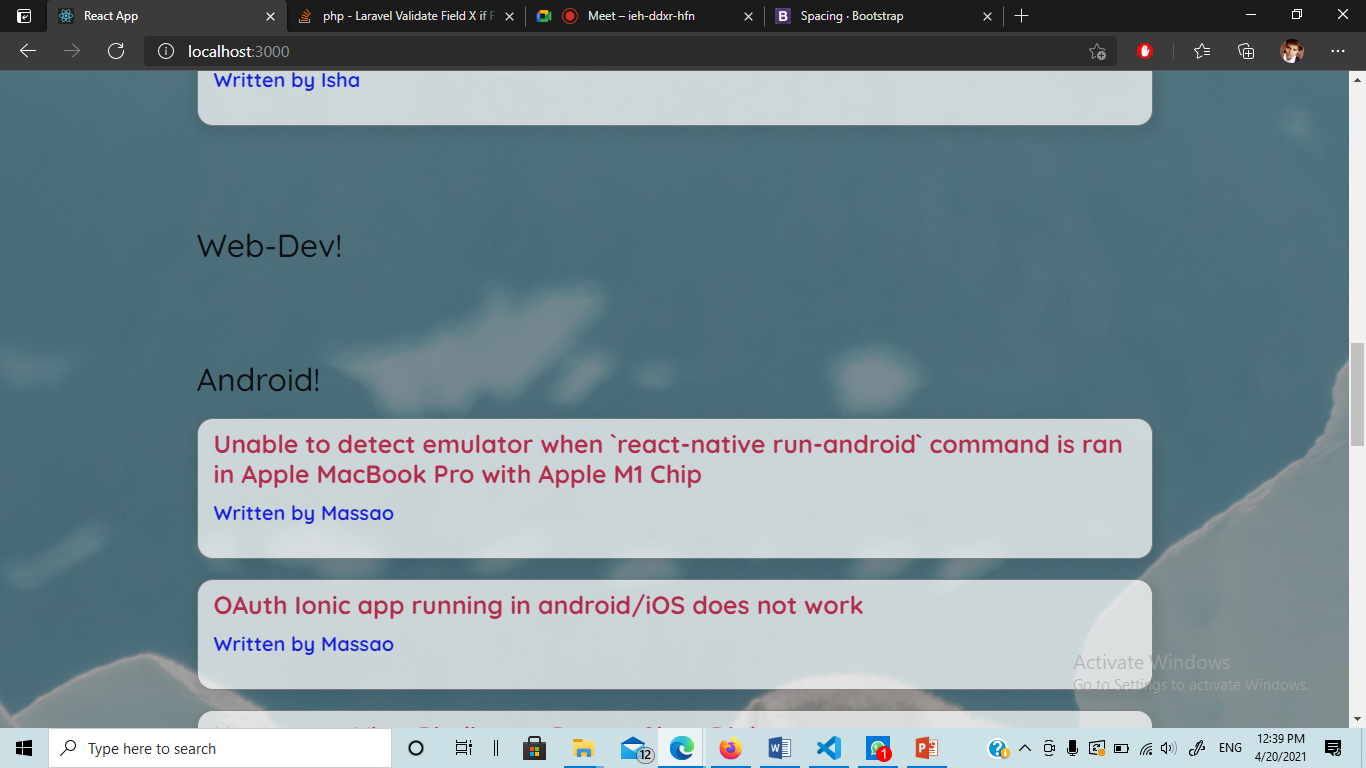 React App
php - Laravel Validate Field X if F
Meet – ieh-ddxr-hfn
Spacing · Bootstrap
localhost:3000
Written by Isha
Web-Dev!
Android!
Unable to detect emulator when `react-native run-android` command is ran
in Apple MacBook Pro with Apple M1 Chip
Written by Massao
OAuth Ionic app running in android/iOS does not work
Written by Massao
Activate Windows
Go to Settings to activate Windows.
Type here to search
12
1
ENG
12:39 PM
4/20/2021